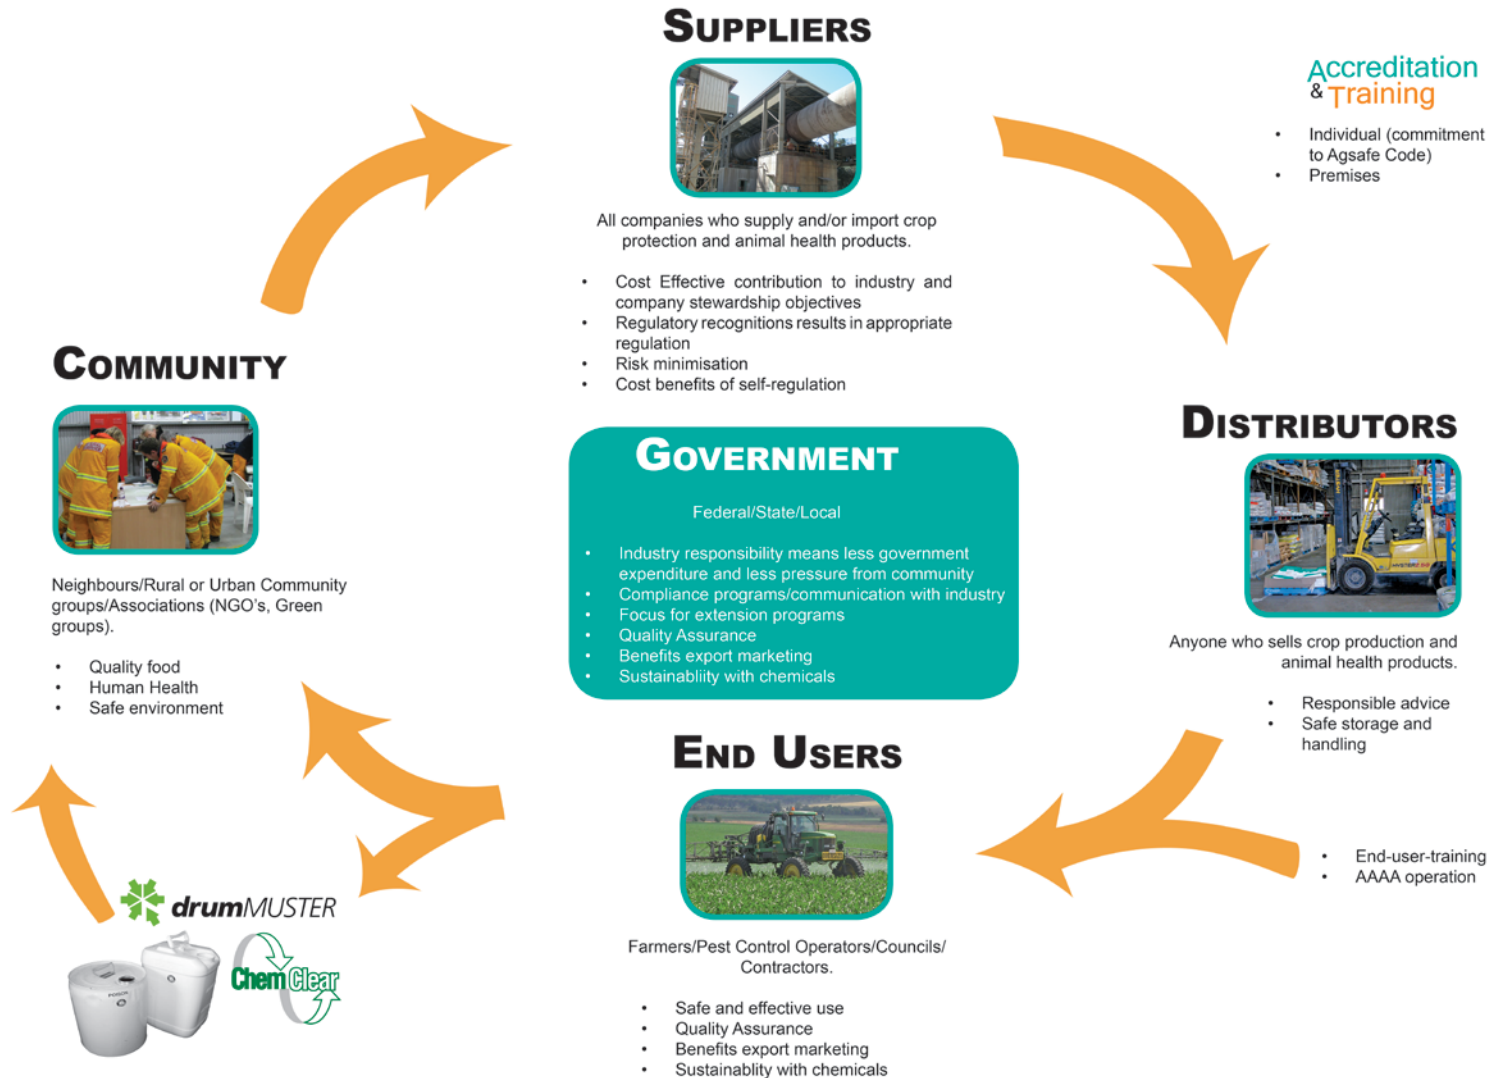 SUPPLIERS
All companies who supply and/or import crop
protection and animal health products.
• Cost Effective contribution to industry and
company stewardship objectives
• Regulatory recognitions results in appropriate
regulation
• Risk minimisation
• Cost benefits of self-regulation
Accreditation
& Training
• Individual (commitment
to Agsafe Code)
• Premises
COMMUNITY
Neighbours/Rural or Urban Community
groups/Associations (NGO's, Green
groups).
• Quality food
• Human Health
• Safe environment
GOVERNMENT
Federal/State/Local
• Industry responsibility means less government
expenditure and less pressure from community
• Compliance programs/communication with industry
• Focus for extension programs
• Quality Assurance
• Benefits export marketing
• Sustainabliity with chemicals
DISTRIBUTORS
HYSTER
Anyone who sells crop production and
animal health products.
• Responsible advice
• Safe storage and
handling
END USERS
Farmers/Pest Control Operators/Councils/
Contractors.
• Safe and effective use
• Quality Assurance
• Benefits export marketing
• Sustainablity with chemicals
• End-user-training
• AAAA operation
drumMUSTER
POISON
ChemClear